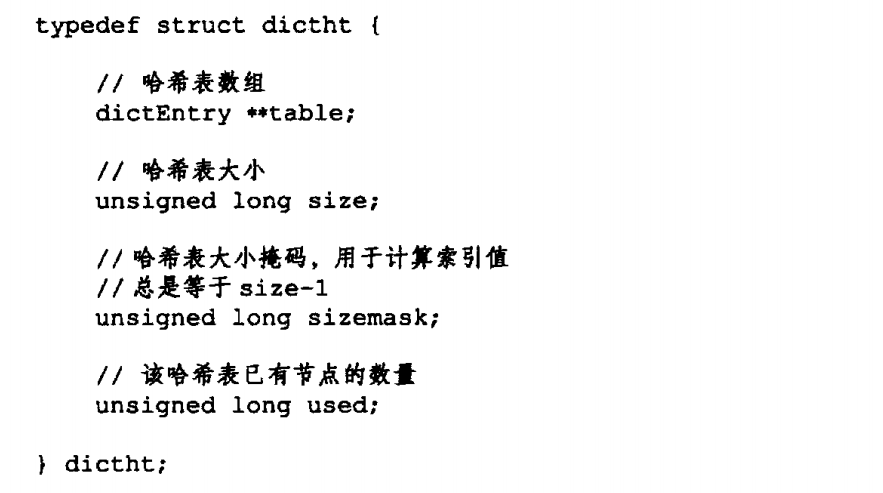 typedef struct dictht {
// 哈希表数组
dictEntry **table;
// 哈希表大小
unsigned long size;
// 哈希表大小掩码，用于计算索引值
// 总是等于 size-1
unsigned long sizemask;
// 该哈希表已有节点的数量
unsigned long used;
} dictht;